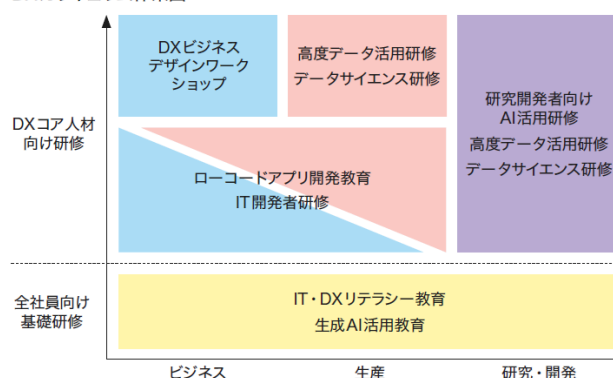 DXビジネス
デザインワーク
ショップ
高度データ活用研修
データサイエンス研修
研究開発者向け
AI活用研修
高度データ活用研修
データサイエンス研修
DXコア人材
向け研修
ローコードアプリ開発教育
IT開発者研修
全社員向け
基礎研修
IT・DXリテラシー教育
生成AI活用教育
ビジネス
生産
研究・開発